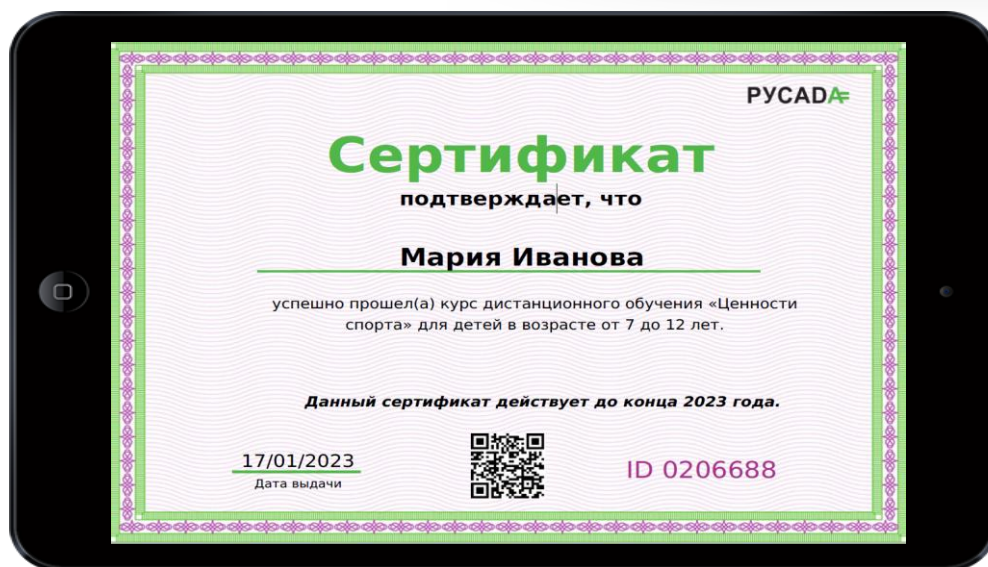 РУСАDA
Сертификат
подтверждает, что
Мария Иванова
успешно прошел(а) курс дистанционного обучения «Ценности
спорта» для детей в возрасте от 7 до 12 лет.
Данный сертификат действует до конца 2023 года.
17/01/2023
Дата выдачи
ID 0206688